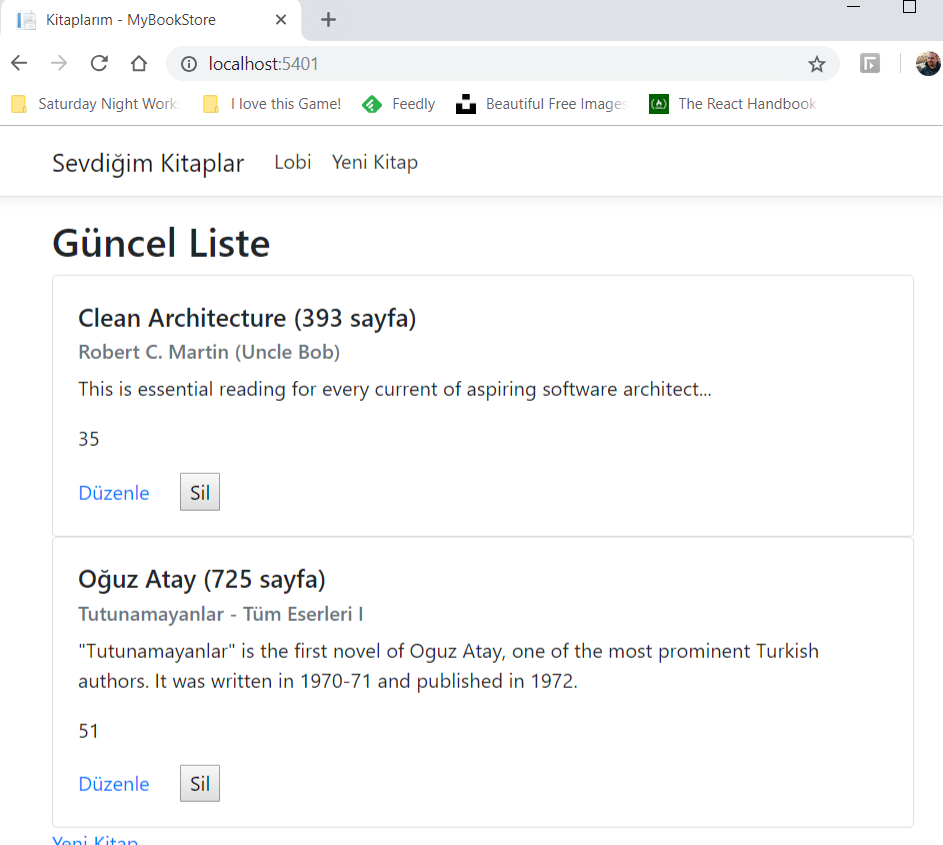 Kitaplarım - MyBookStore
localhost:5401
Saturday Night Work
I love this Game!
Feedly
Beautiful Free Images
The React Handbook
Sevdiğim Kitaplar
Lobi
Yeni Kitap
Güncel Liste
Clean Architecture (393 sayfa)
Robert C. Martin (Uncle Bob)
This is essential reading for every current of aspiring software architect...
35
Düzenle
Sil
Oğuz Atay (725 sayfa)
Tutunamayanlar - Tüm Eserleri I
"Tutunamayanlar" is the first novel of Oguz Atay, one of the most prominent Turkish
authors. It was written in 1970-71 and published in 1972.
51
Düzenle
Sil
Yeni Kitap